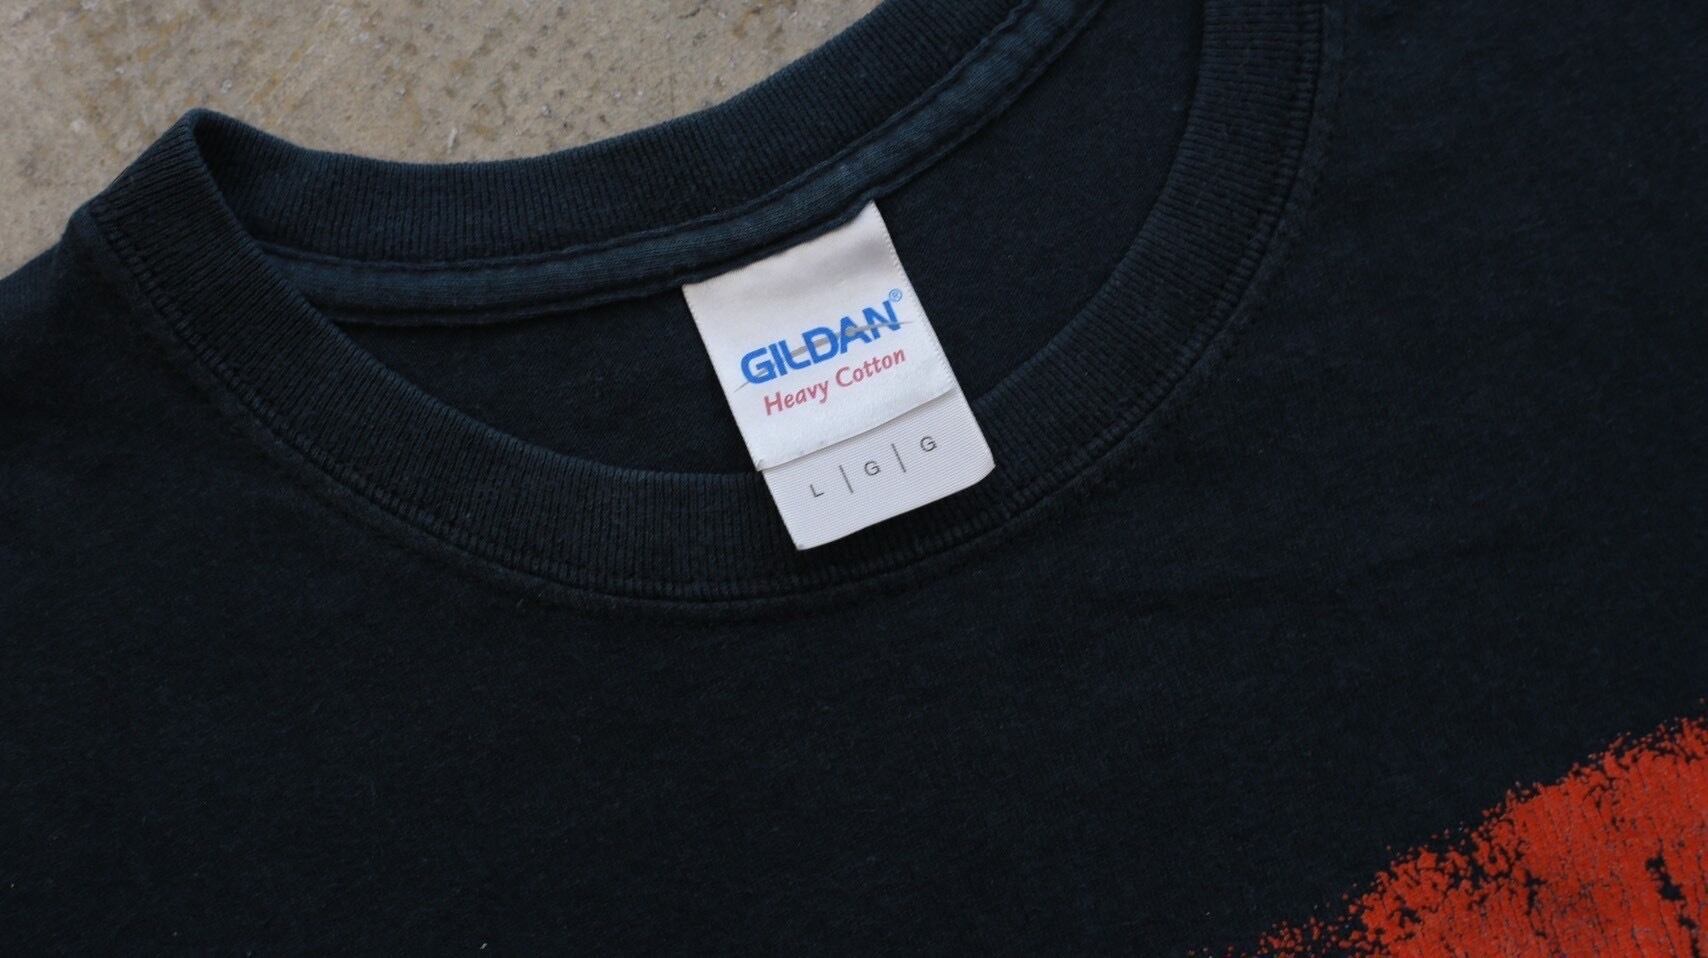 GILDAN®
Heavy Cotton
L | G | G